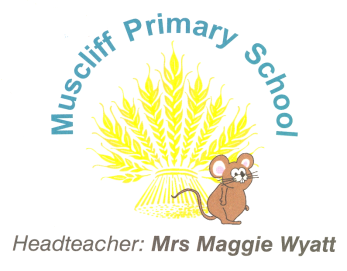 Muscliff Primary School
Headteacher: Mrs Maggie Wyatt